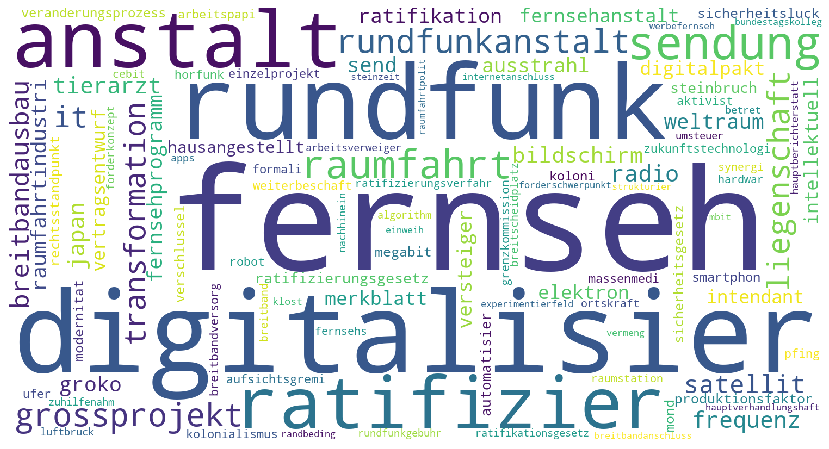 veranderungsprozess
arbeitspapi
ratifikation
fernsehanstalt
sicherheitsluck
bundestagskolleg
werbefernseh
anstalt
rundfunkanstalt
sendung
cebit
horfunk
einzelprojekt
send
ausstrahl
digitalpakt
steinzeit
internetanschluss
raumfahrtpolit
tierarzt
steinbruch
aktivist
breitbandausbau
raumfahrtindustri
it
rundfunk
betret
weltraum
umsteuer
japan
rechtsstandpunkt
vertragsentwurf
forderkonzept
transformation
fernsehprogramm
hausangestellt
arbeitsverweiger
zukunftstechnologi
liegenschaft
hauptberichterstatt
intellektuell
apps
formali
raumfahrt
bildschirm
koloni
radio
synergi
hardwar
weiterbeschaff
ratifizierungsverfahr
forderschwerpunkt
strukturier
verschlussel
fernseh
algorithm
einweih
nachhinein
grenzkommission
breitscheidplatz
mbit
robot
megabit
ratifizierungsgesetz
massenmedi
smartphon
modernitat
breitbandversorg
breitband
klost
merkblatt
versteiger
elektron
experimentierfeld
ortskraft
sicherheitsgesetz
intendant
digitalisier
fernsehs
vermeng
pfing
groko
aufsichtsgremi
automatisier
raumstation
satellit
ufer
zuhilfenahm
produktionsfaktor
grossprojekt
ratifizier
mond
hauptverhandlungshaft
frequenz
luftbruck
kolonialismus
randbeding
rundfunkgebuhr
ratifikationsgesetz
breitbandanschluss